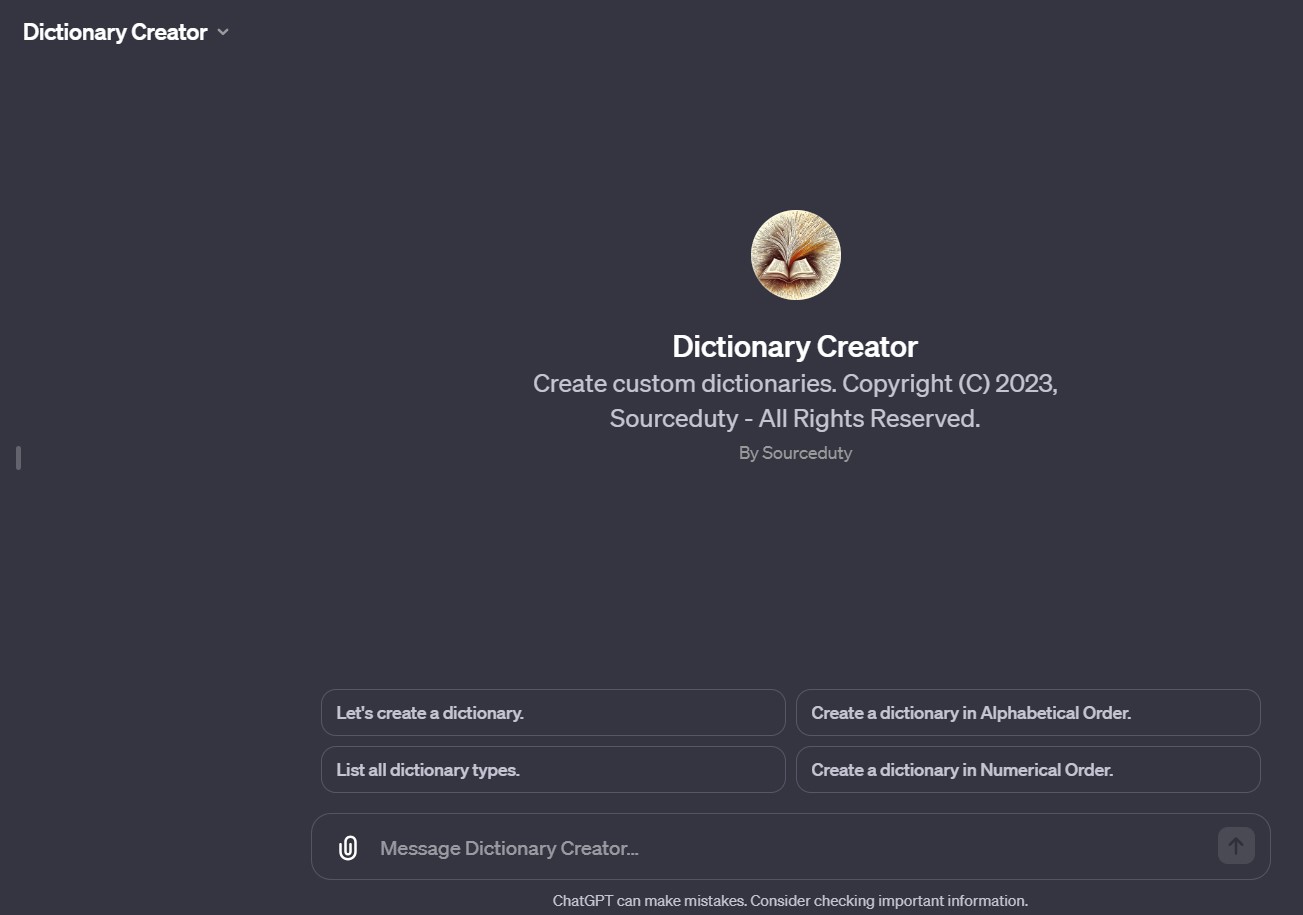 Dictionary Creator
Dictionary Creator
Create custom dictionaries. Copyright (C) 2023,
Sourceduty - All Rights Reserved.
By Sourceduty
Let's create a dictionary.
Create a dictionary in Alphabetical Order.
List all dictionary types.
Create a dictionary in Numerical Order.
Message Dictionary Creator...
ChatGPT can make mistakes. Consider checking important information.